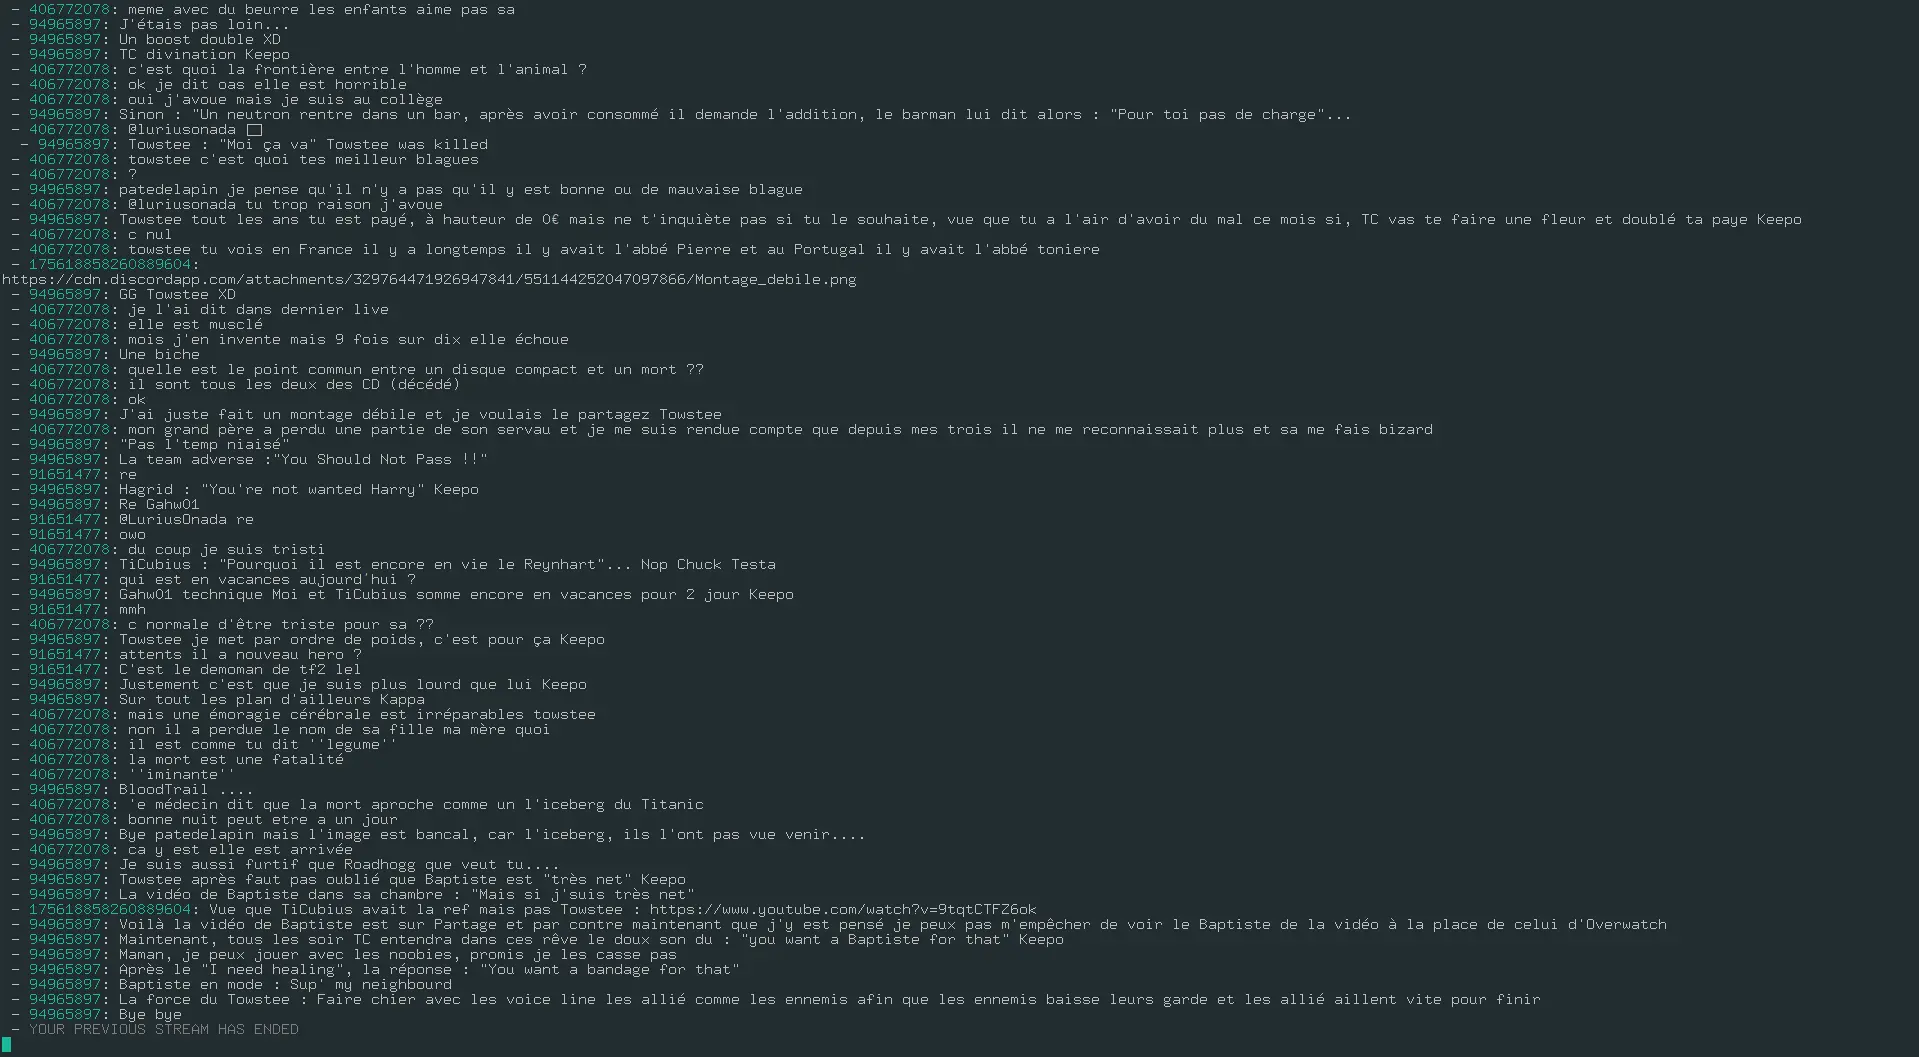 - 406772078: meme avec du beurre les enfants aime pas sa
- 94965897: J'étais pas loin...
- 94965897: Un boost double XD
- 94965897: TC divination Keepo
- 406772078: c'est quoi la frontière entre l'homme et l'animal ?
- 406772078: ok je dit oas elle est horrible
- 406772078: oui j'avoue mais je suis au collège
- 94965897: Sinon : "Un neutron rentre dans un bar, après avoir consommé il demande l'addition, le barman lui dit alors : "Pour toi pas de charge"...
- 406772078: @luriusonada
- 94965897: Towstee : "Moi ça va" Towstee was killed
- 406772078: towstee c'est quoi tes meilleur blagues
- 406772078: ?
- 94965897: patedelapin je pense qu'il n'y a pas qu'il y est bonne ou de mauvaise blague
- 406772078: @luriusonada tu trop raison j'avoue
- 94965897: Towstee tout les ans tu est payé, à hauteur de 0€ mais ne t'inquiète pas si tu le souhaite, vue que tu a l'air d'avoir du mal ce mois si, TC vas te faire une fleur et doublé ta paye Keepo
- 406772078: c nul
- 406772078: towstee tu vois en France il y a longtemps il y avait l'abbé Pierre et au Portugal il y avait l'abbé toniere
- 175618858260889604:
https://cdn.discordapp.com/attachments/329764471926947841/551144252047097866/Montage_debile.png
- 94965897: GG Towstee XD
- 406772078: je l'ai dit dans dernier live
- 406772078: elle est musclé
- 406772078: mois j'en invente mais 9 fois sur dix elle échoue
- 94965897: Une biche
- 406772078: quelle est le point commun entre un disque compact et un mort ??
- 406772078: il sont tous les deux des CD (décédé)
- 406772078: ok
- 94965897: J'ai juste fait un montage débile et je voulais le partagez Towstee
- 406772078: mon grand père a perdu une partie de son servau et je me suis rendue compte que depuis mes trois il ne me reconnaissait plus et sa me fais bizard
- 94965897: "Pas l'temp niaisé"
- 94965897: La team adverse :"You Should Not Pass !!"
- 91651477: re
- 94965897: Hagrid : "You're not wanted Harry" Keepo
- 94965897: Re Gahw01
- 91651477: @LuriusOnada re
- 91651477: owo
- 406772078: du coup je suis tristi
- 94965897: TiCubius : "Pourquoi il est encore en vie le Reynhart"... Nop Chuck Testa
- 91651477: qui est en vacances aujourd'hui ?
- 94965897: Gahw01 technique Moi et TiCubius somme encore en vacances pour 2 jour Keepo
- 91651477: mmh
- 406772078: c normale d'être triste pour sa ??
- 94965897: Towstee je met par ordre de poids, c'est pour ça Keepo
- 91651477: attents il a nouveau hero ?
- 91651477: C'est le demoman de tf2 lel
- 94965897: Justement c'est que je suis plus lourd que lui Keepo
- 94965897: Sur tout les plan d'ailleurs Kappa
- 406772078: mais une émoragie cérébrale est irréparables towstee
- 406772078: non il a perdue le nom de sa fille ma mère quoi
- 406772078: il est comme tu dit ''legume''
- 406772078: la mort est une fatalité
- 406772078: ''iminante''
- 94965897: BloodTrail ....
- 406772078: 'e médecin dit que la mort aproche comme un l'iceberg du Titanic
- 406772078: bonne nuit peut etre a un jour
- 94965897: Bye patedelapin mais l'image est bancal, car l'iceberg, ils l'ont pas vue venir....
- 406772078: ca y est elle est arrivée
- 94965897: Je suis aussi furtif que Roadhogg que veut tu....
- 94965897: Towstee après faut pas oublié que Baptiste est "très net" Keepo
- 94965897: La vidéo de Baptiste dans sa chambre : "Mais si j'suis très net"
- 175618858260889604: Vue que TiCubius avait la ref mais pas Towstee : https://www.youtube.com/watch?v=9tqtCTFZ6ok
- 94965897: Voilà la vidéo de Baptiste est sur Partage et par contre maintenant que j'y est pensé je peux pas m'empêcher de voir le Baptiste de la vidéo à la place de celui d'Overwatch
- 94965897: Maintenant, tous les soir TC entendra dans ces rêve le doux son du : "you want a Baptiste for that" Keepo
- 94965897: Maman, je peux jouer avec les noobies, promis je les casse pas
- 94965897: Après le "I need healing", la réponse : "You want a bandage for that"
- 94965897: Baptiste en mode : Sup' my neighbourd
- 94965897: La force du Towstee : Faire chier avec les voice line les allié comme les ennemis afin que les ennemis baisse leurs garde et les allié aillent vite pour finir
- 94965897: Bye bye
- YOUR PREVIOUS STREAM HAS ENDED